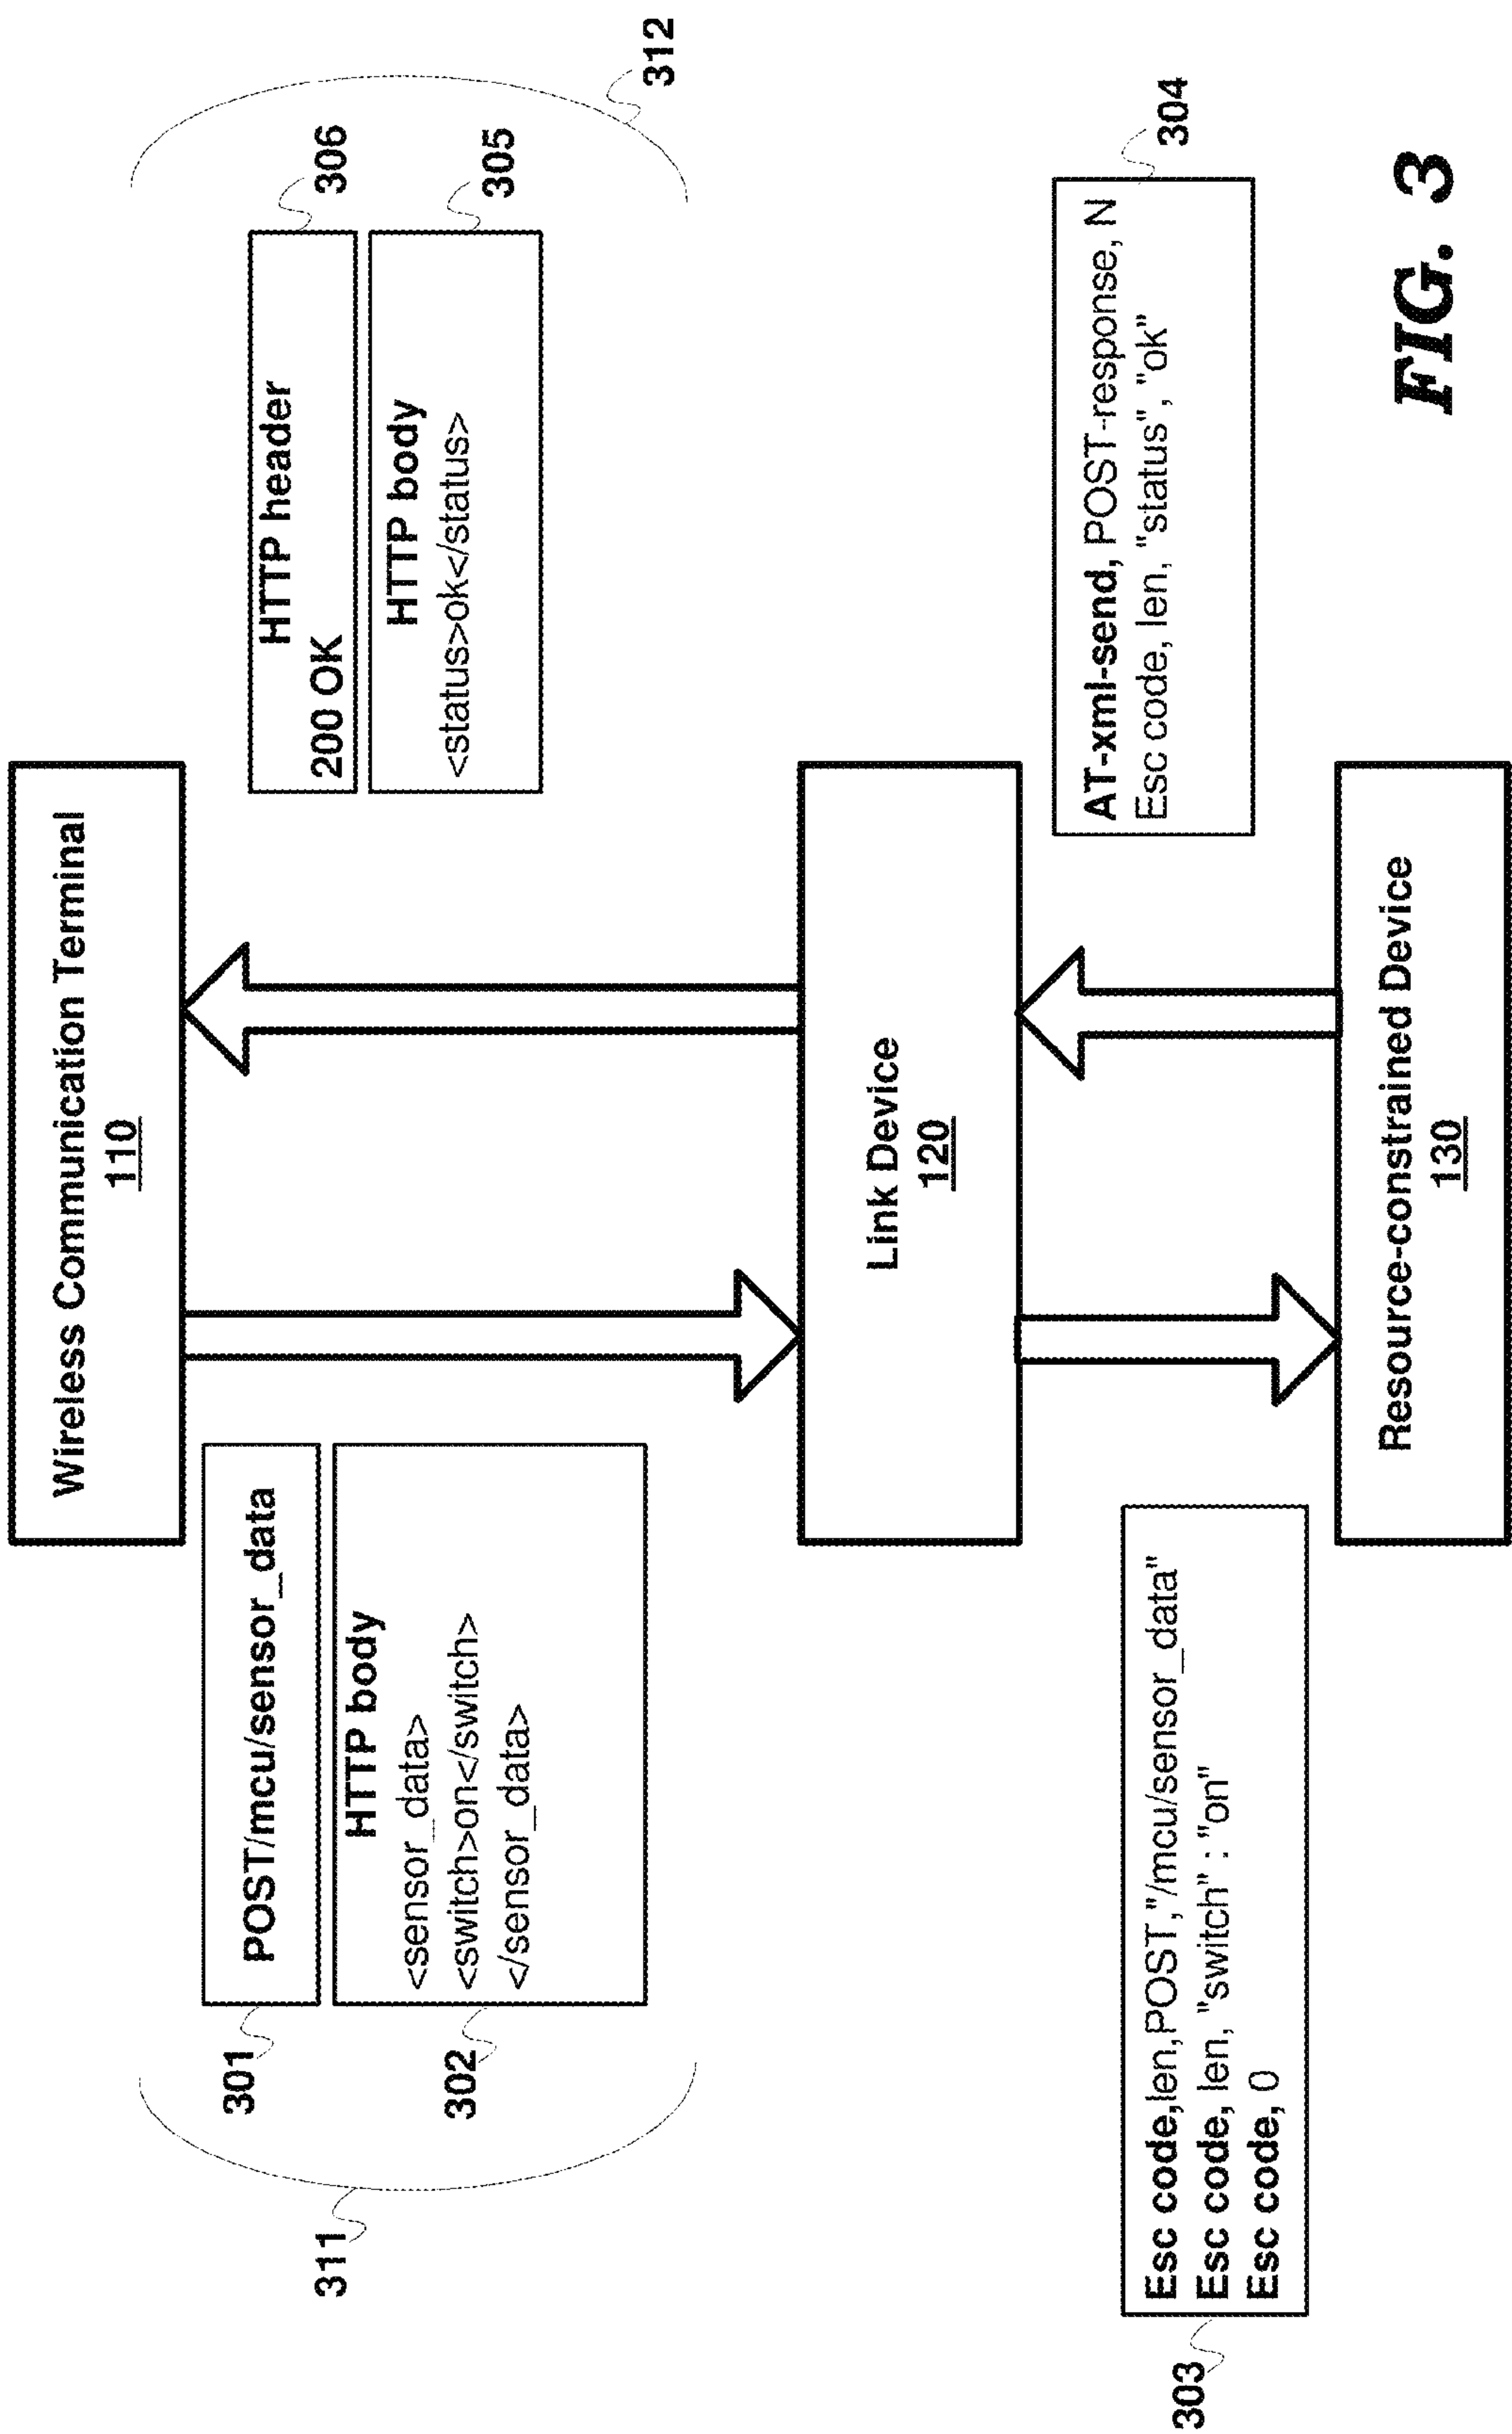 Wireless Communication Terminal
110
301
POST/mcu/sensor_data
302
HTTP body
<sensor_data>
<switch>on</switch>
</sensor_data>
311
HTTP header
200 OK
306
HTTP body
<status>ok</status>
305
312
Link Device
120
303
Esc code,len,POST,"/mcu/sensor_data"
Esc code, len, "switch" : "on"
Esc code, 0
AT-xml-send, POST-response, N
Esc code, len, "status", "ok"
304
Resource-constrained Device
130
FIG. 3